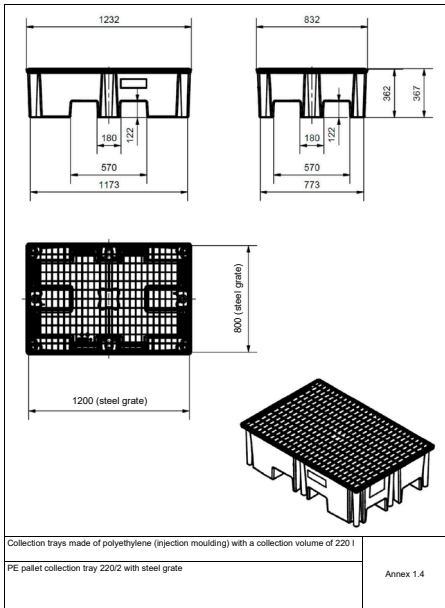 1232
832
362
367
180
122
570
1173
180
122
570
773
800 (steel grate)
1200 (steel grate)
Collection trays made of polyethylene (injection moulding) with a collection volume of 220 l
PE pallet collection tray 220/2 with steel grate
Annex 1.4